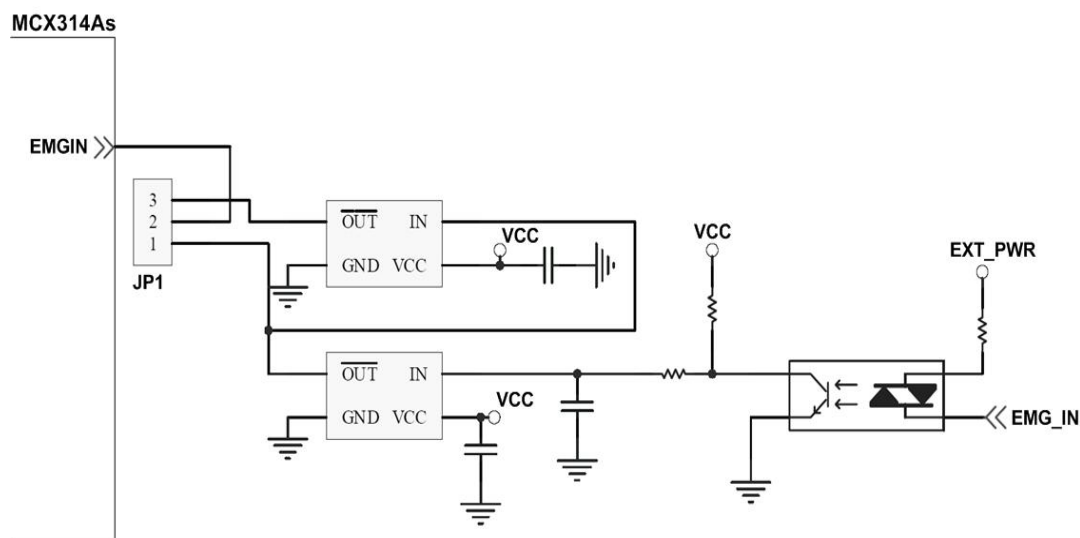 MCX314As
EMGIN
3
2
1
JP1
OUT IN
GND VCC
VCC
VCC
EXT_PWR
OUT IN
GND VCC
VCC
EMG_IN